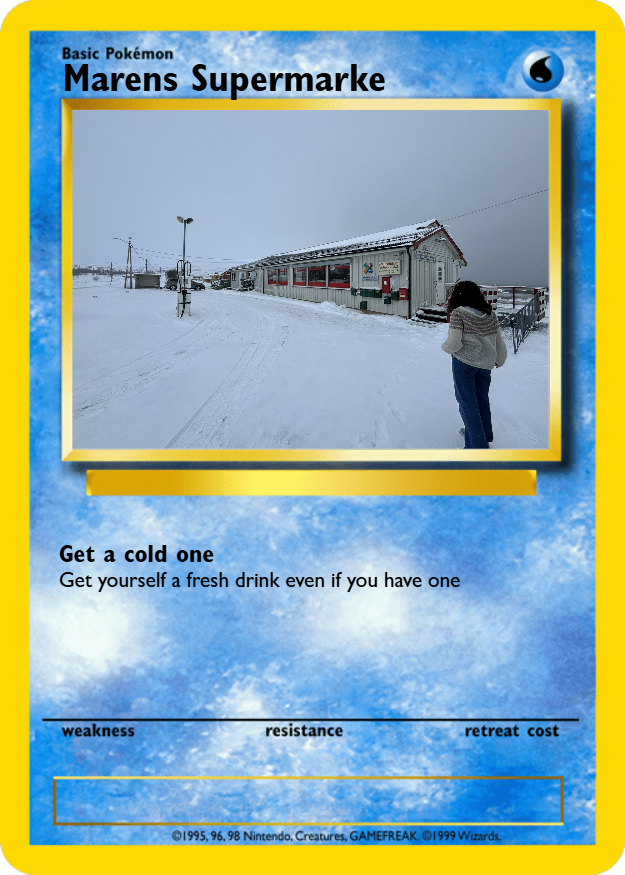 Basic Pokémon
Marens Supermarke
Get a cold one
Get yourself a fresh drink even if you have one
weakness resistance retreat cost
©1995, 96, 98 Nintendo, Creatures, GAMEFREAK. ©1999 Wizards.